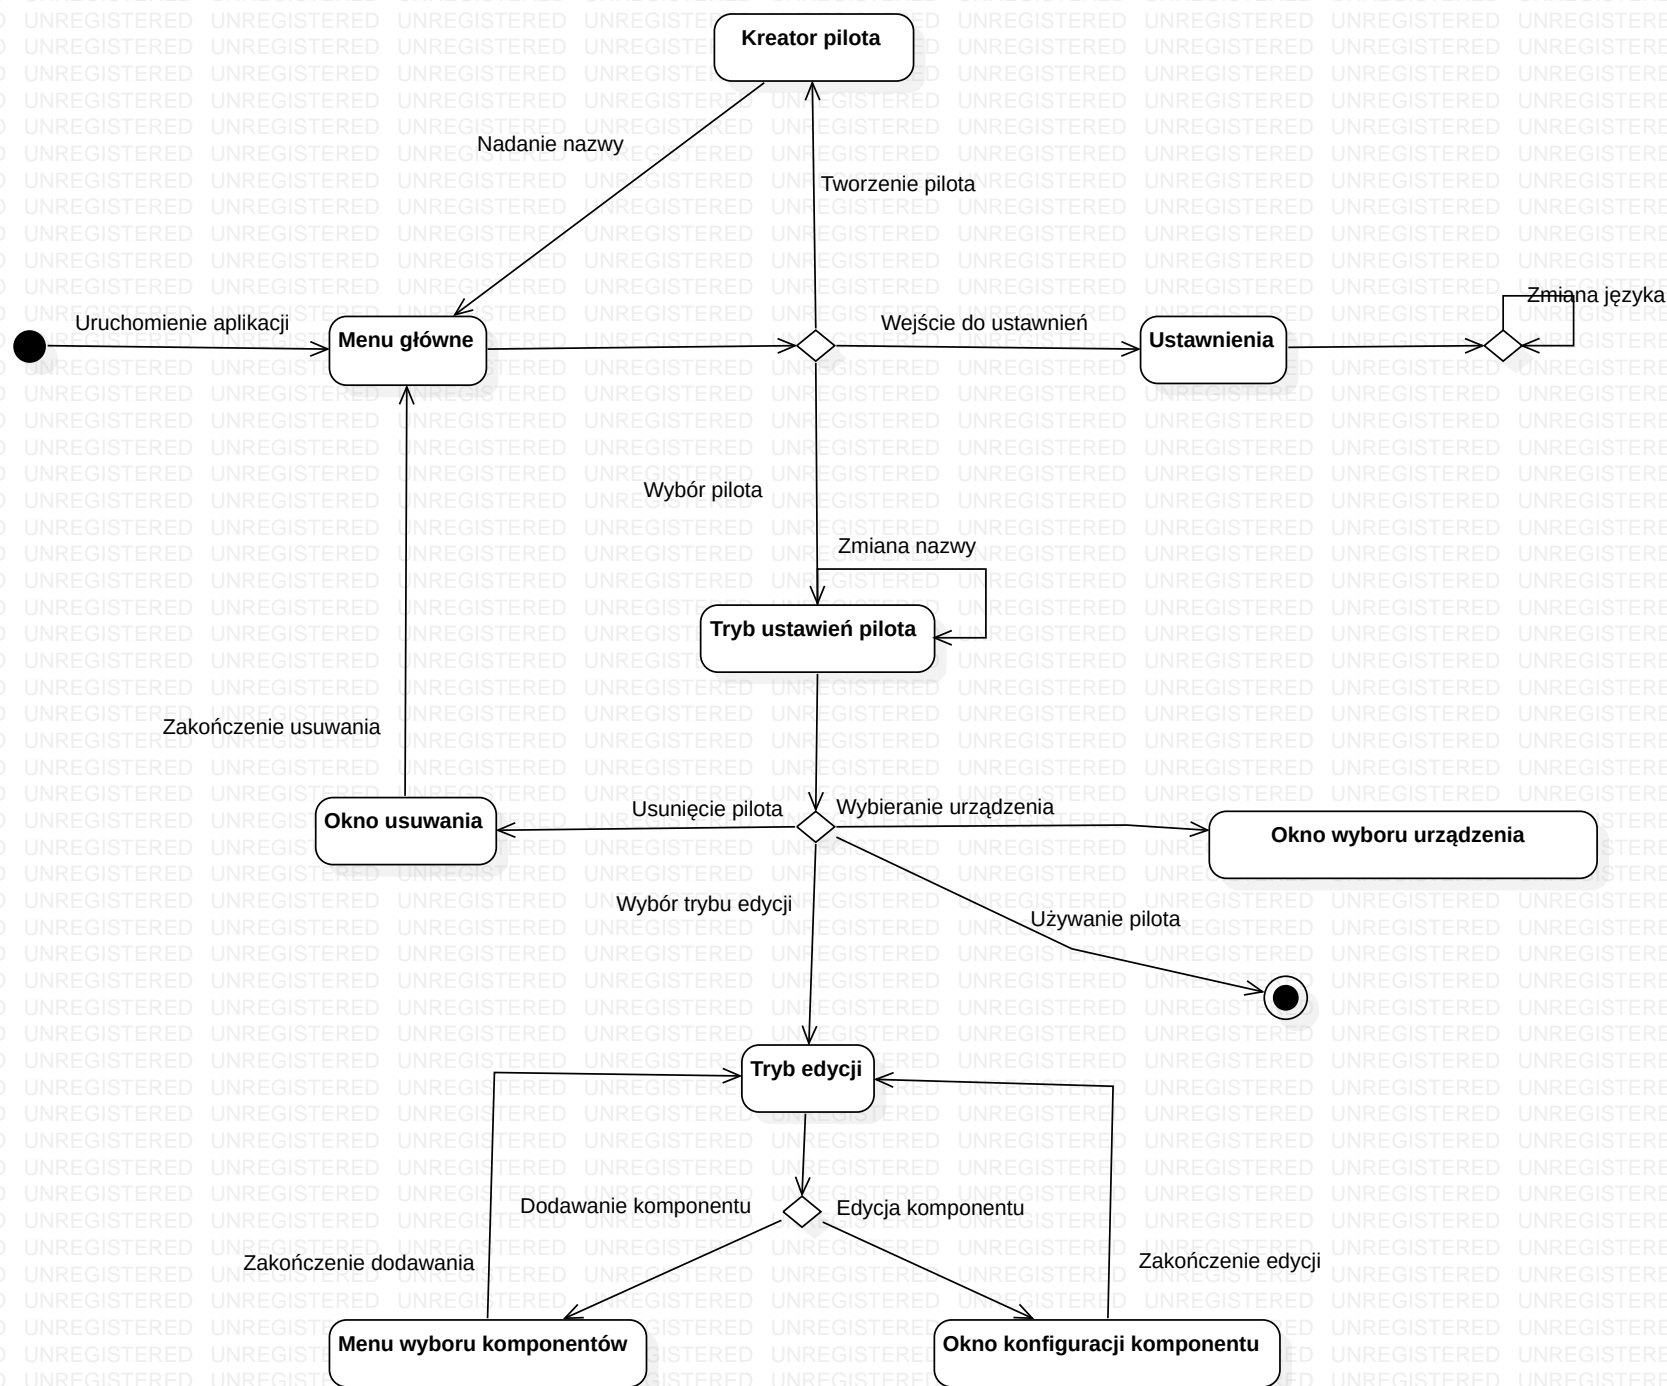 Kreator pilota
Nadanie nazwy
Tworzenie pilota
Zmiana języka
Uruchomienie aplikacji
Menu główne
Wejście do ustawnień
Ustawnienia
Wybór pilota
Zmiana nazwy
Tryb ustawień pilota
Zakończenie usuwania
Okno usuwania
Usunięcie pilota
Wybieranie urządzenia
Okno wyboru urządzenia
Wybór trybu edycji
Używanie pilota
Tryb edycji
Dodawanie komponentu
Edycja komponentu
Zakończenie dodawania
Zakończenie edycji
Menu wyboru komponentów
Okno konfiguracji komponentu
UNREGISTERED